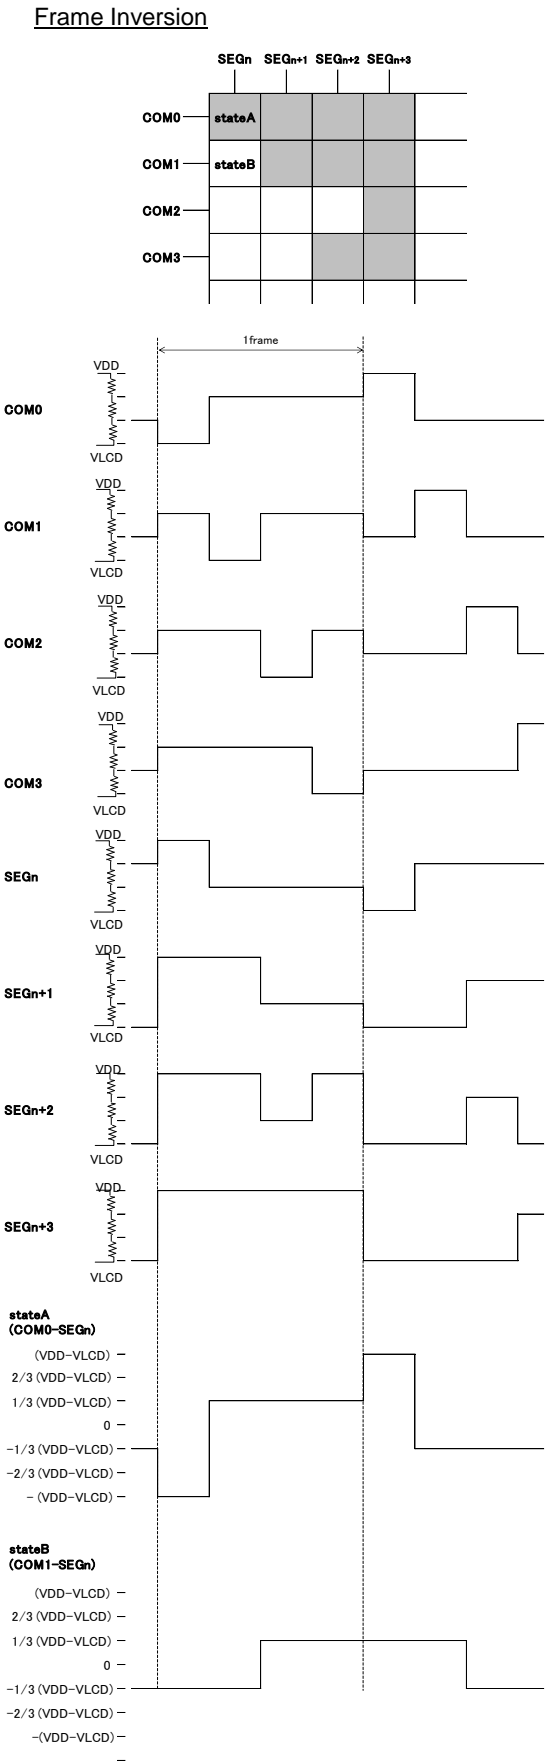 Frame Inversion
SEGn SEGn+1 SEGn+2 SEGn+3
COM0 stateA
COM1 stateB
COM2
COM3
1frame
VDD
COM0
VLCD
VDD
COM1
VLCD
VDD
COM2
VLCD
VDD
COM3
VLCD
VDD
SEGn
VLCD
VDD
SEGn+1
VLCD
VDD
SEGn+2
VLCD
VDD
SEGn+3
VLCD
stateA
(COM0-SEGn)
(VDD-VLCD)
2/3 (VDD-VLCD)
1/3 (VDD-VLCD)
0
-1/3 (VDD-VLCD)
-2/3 (VDD-VLCD)
- (VDD-VLCD)
stateB
(COM1-SEGn)
(VDD-VLCD)
2/3 (VDD-VLCD)
1/3 (VDD-VLCD)
0
-1/3 (VDD-VLCD)
-2/3 (VDD-VLCD)
-(VDD-VLCD)